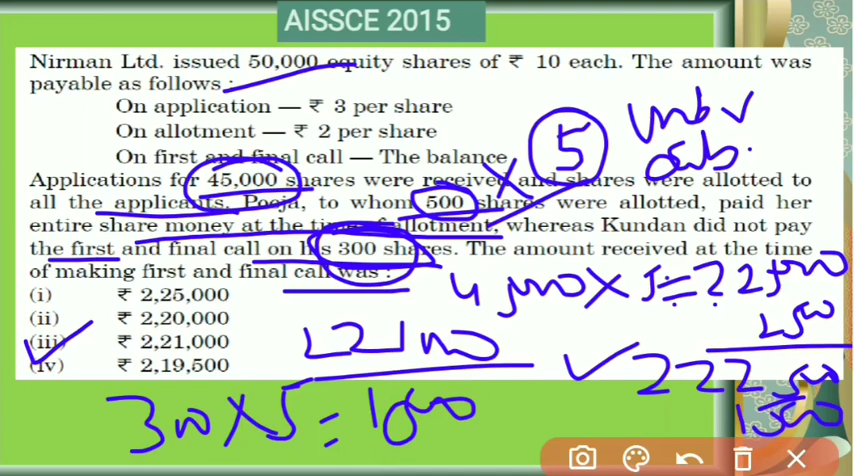 AISSCE 2015
Nirman Ltd. issued 50,000 equity shares of ₹ 10 each. The amount was
payable as follows :
On application — ₹ 3 per share
On allotment — ₹ 2 per share
On first and final call — The balance
5
Applications for 45,000 shares were received and shares were allotted to
all the applicants. Pooja, to whom 500 shares were allotted, paid her
entire share money at the time of allotment, whereas Kundan did not pay
the first and final call on his 300 shares. The amount received at the time
of making first and final call was :
(i) ₹ 2,25,000
(ii) ₹ 2,20,000
(iii) ₹ 2,21,000
(iv) ₹ 2,19,500
2500
222500
1500
300 × 5 = 1500